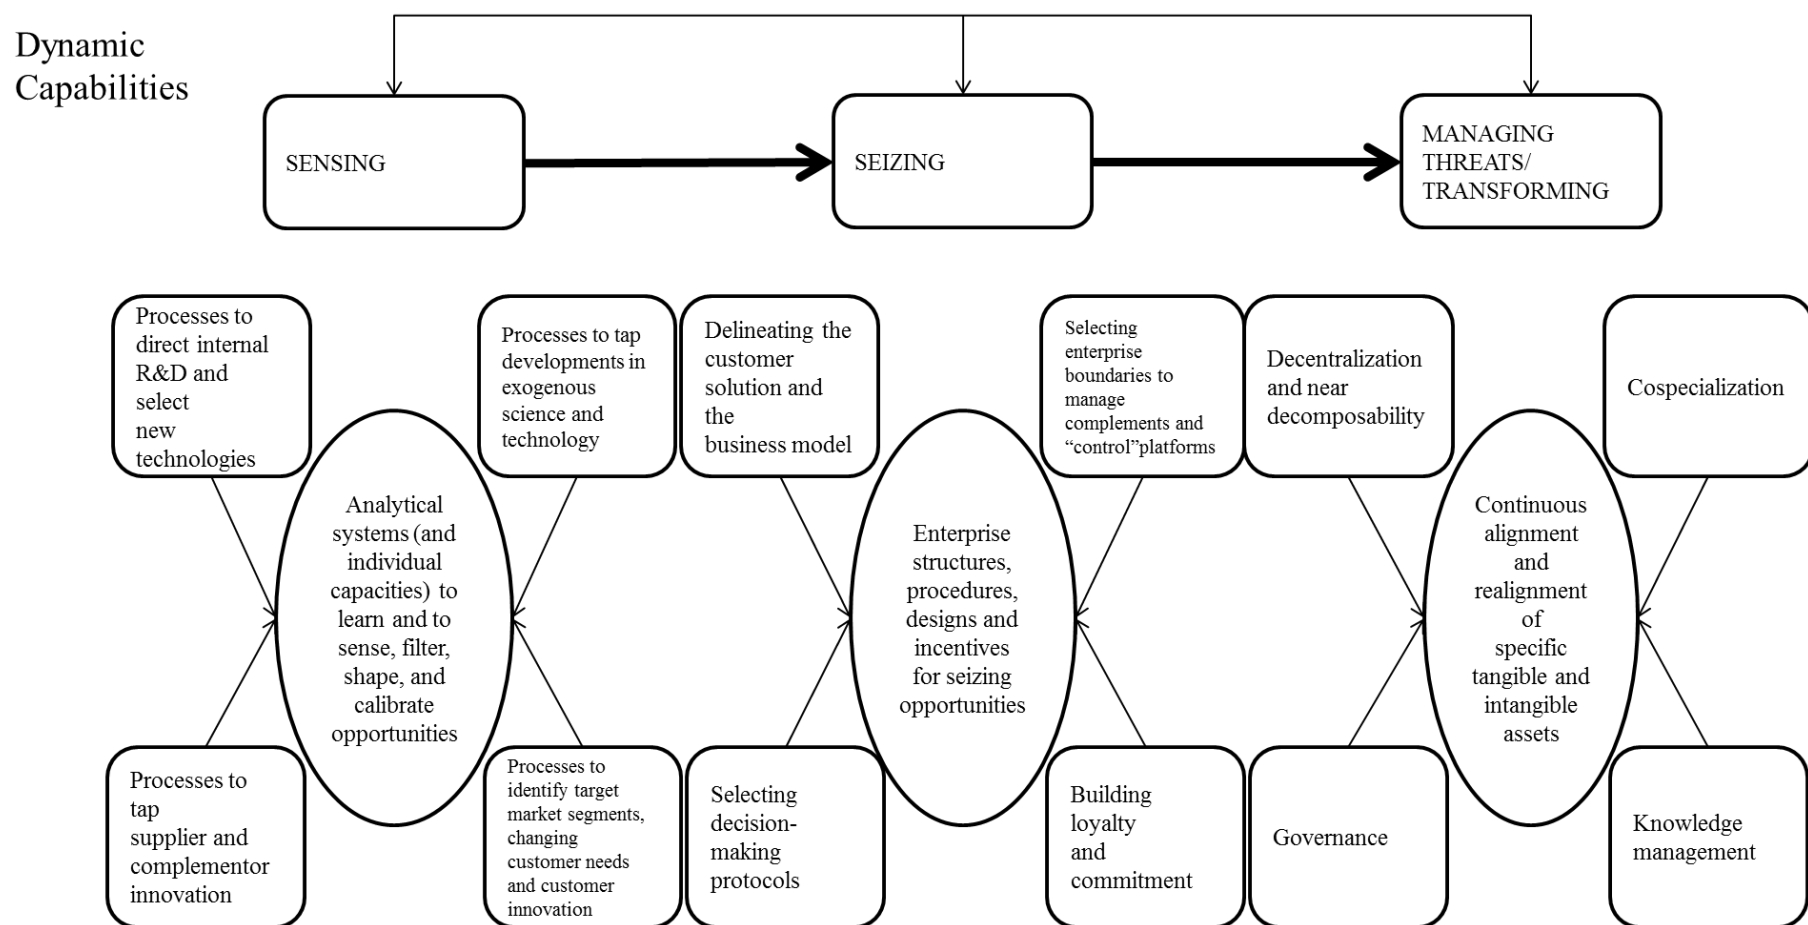 Dynamic
Capabilities
SENSING
SEIZING
MANAGING
THREATS/
TRANSFORMING
Processes to
direct internal
R&D and
select
new
technologies
Processes to tap
developments in
exogenous
science and
technology
Delineating the
customer
solution and
the
business model
Selecting
enterprise
boundaries to
manage
complements and
“control”platforms
Decentralization
and near
decomposability
Cospecialization
Analytical
systems (and
individual
capacities) to
learn and to
sense, filter,
shape, and
calibrate
opportunities
Enterprise
structures,
procedures,
designs and
incentives
for seizing
opportunities
Continuous
alignment
and
realignment
of
specific
tangible and
intangible
assets
Processes to
tap
supplier and
complementor
innovation
Processes to
identify target
market segments,
changing
customer needs
and customer
innovation
Selecting
decision-
making
protocols
Building
loyalty
and
commitment
Governance
Knowledge
management